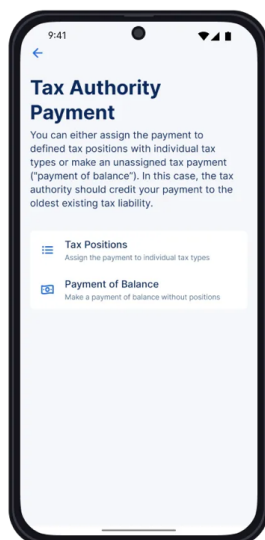 9:41
Tax Authority
Payment
You can either assign the payment to
defined tax positions with individual tax
types or make an unassigned tax payment
("payment of balance"). In this case, the tax
authority should credit your payment to the
oldest existing tax liability.
Tax Positions
Assign the payment to individual tax types
Payment of Balance
Make a payment of balance without positions